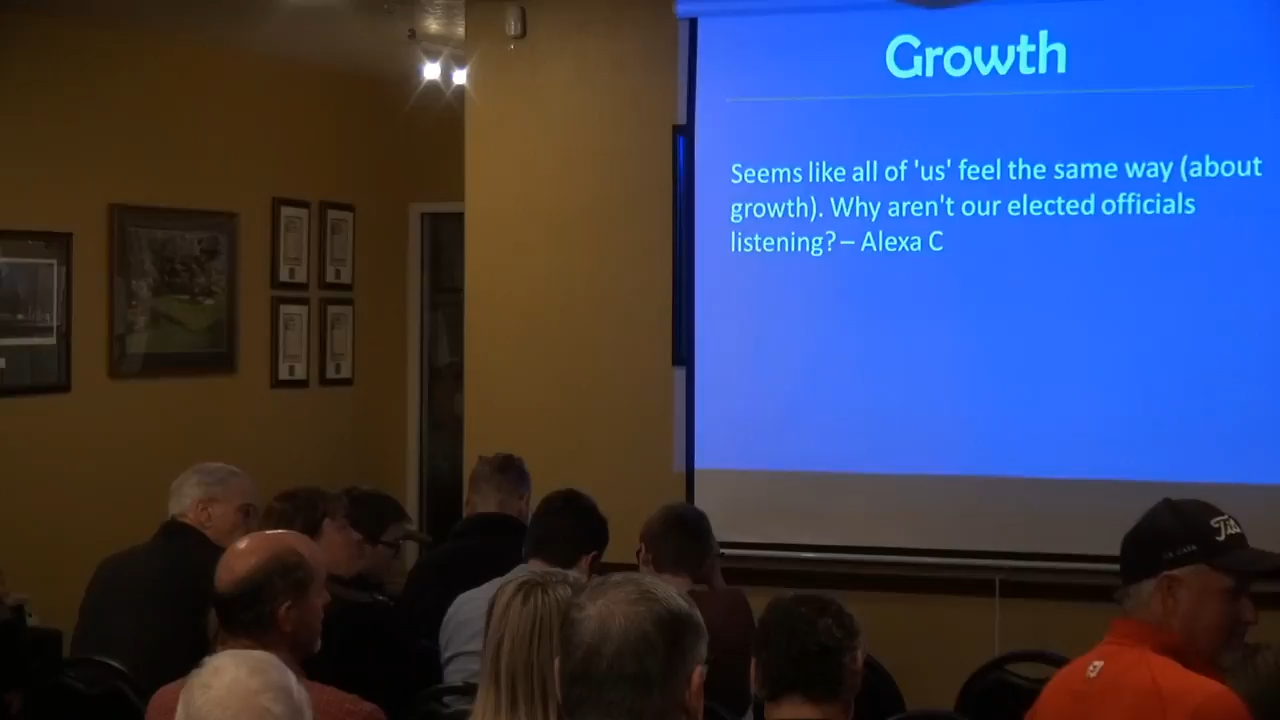 Growth
Seems like all of 'us' feel the same way (about
growth). Why aren't our elected officials
listening? – Alexa C